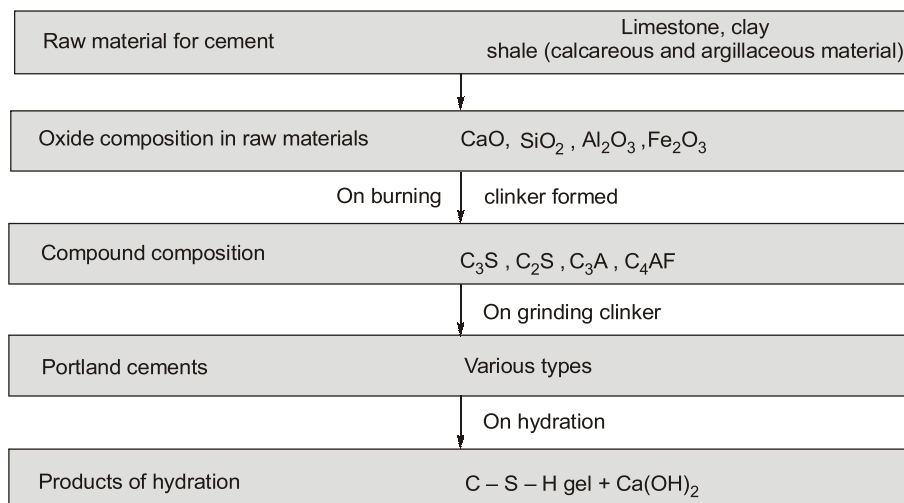 Raw material for cement
Limestone, clay
shale (calcareous and argillaceous material)
Oxide composition in raw materials CaO, SiO₂ , Al₂O₃ ,Fe₂O₃
On burning clinker formed
Compound composition C₃S , C₂S , C₃A , C₄AF
On grinding clinker
Portland cements Various types
On hydration
Products of hydration C – S – H gel + Ca(OH)₂